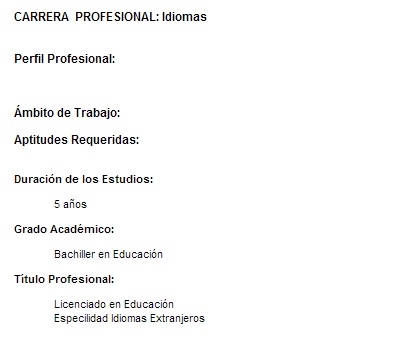 CARRERA PROFESIONAL: Idiomas
Perfil Profesional:
Ámbito de Trabajo:
Aptitudes Requeridas:
Duración de los Estudios:
5 años
Grado Académico:
Bachiller en Educación
Título Profesional:
Licenciado en Educación
Especilidad Idiomas Extranjeros